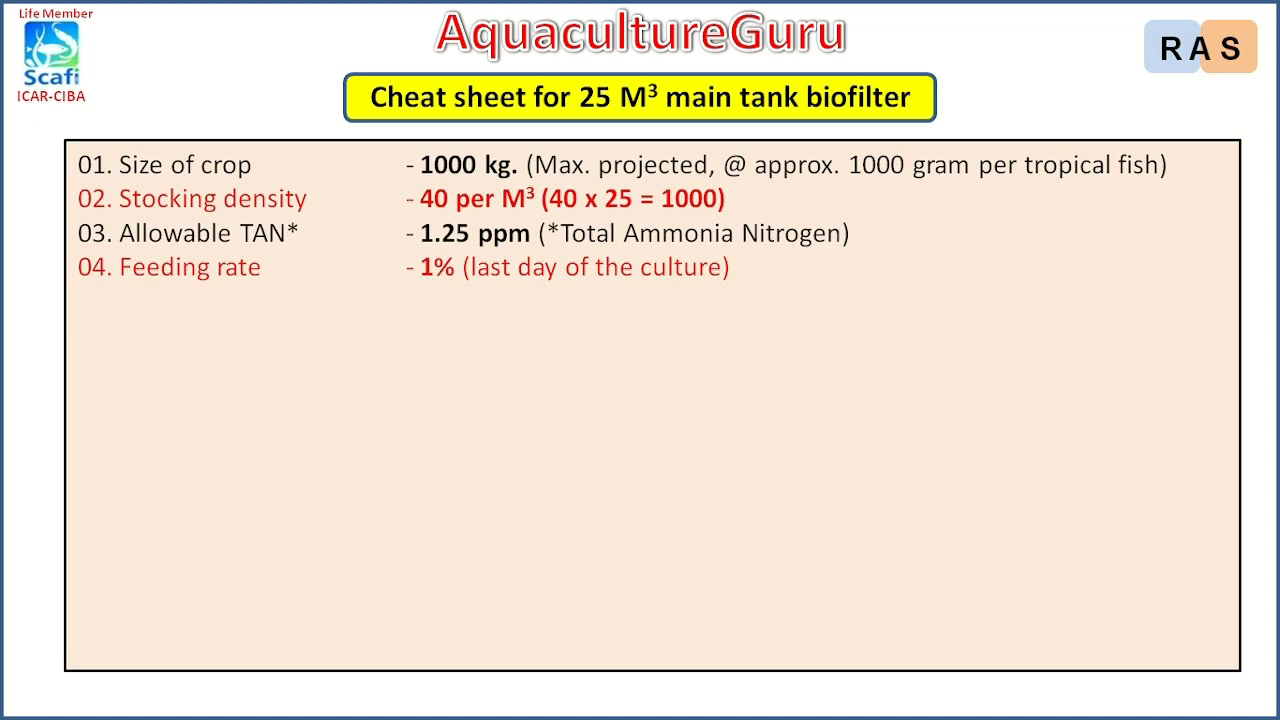 Life Member
Scafi
ICAR-CIBA
AquacultureGuru
R A S
Cheat sheet for 25 M³ main tank biofilter
01. Size of crop - 1000 kg. (Max. projected, @ approx. 1000 gram per tropical fish)
02. Stocking density - 40 per M³ (40 x 25 = 1000)
03. Allowable TAN* - 1.25 ppm (*Total Ammonia Nitrogen)
04. Feeding rate - 1% (last day of the culture)